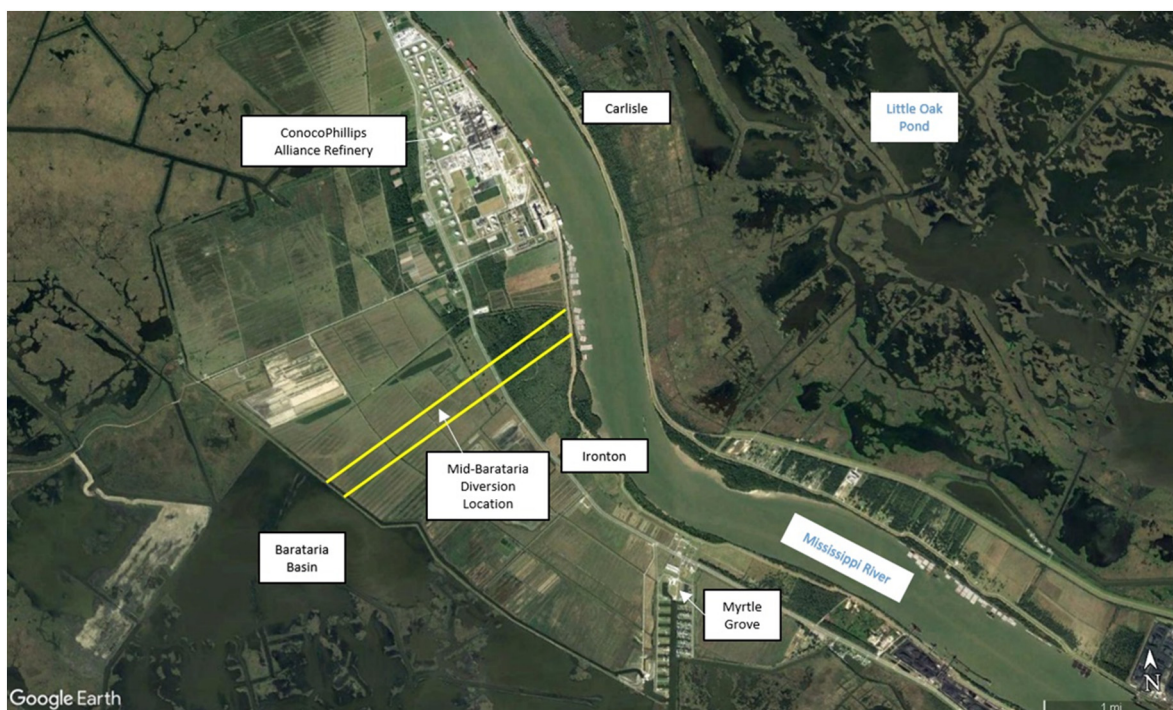 Carlisle
Little Oak
Pond
ConocoPhillips
Alliance Refinery
Ironton
Mid-Barataria
Diversion
Location
Mississippi River
Barataria
Basin
Myrtle
Grove
N
Google Earth
1 mi